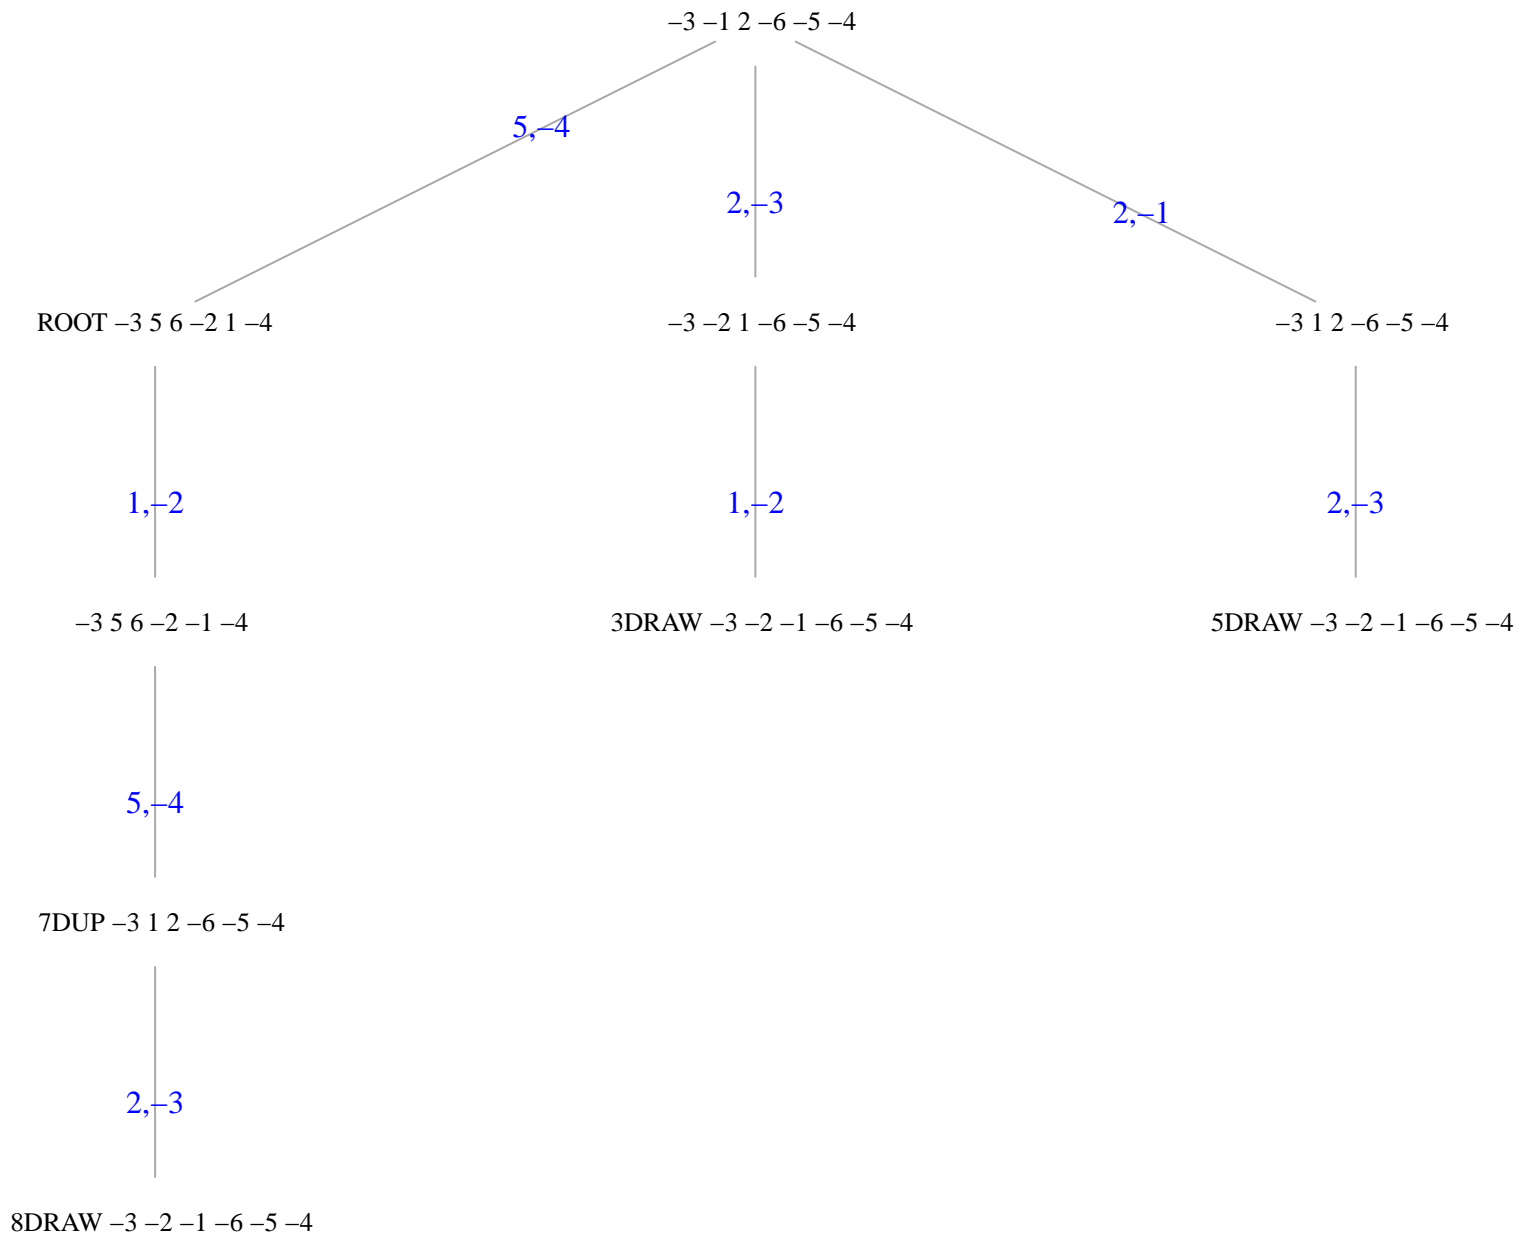 –3 –1 2 –6 –5 –4
5,–4
2,–3
2,–1
ROOT –3 5 6 –2 1 –4
–3 –2 1 –6 –5 –4
–3 1 2 –6 –5 –4
1,–2
1,–2
2,–3
–3 5 6 –2 –1 –4
3DRAW –3 –2 –1 –6 –5 –4
5DRAW –3 –2 –1 –6 –5 –4
5,–4
7DUP –3 1 2 –6 –5 –4
2,–3
8DRAW –3 –2 –1 –6 –5 –4